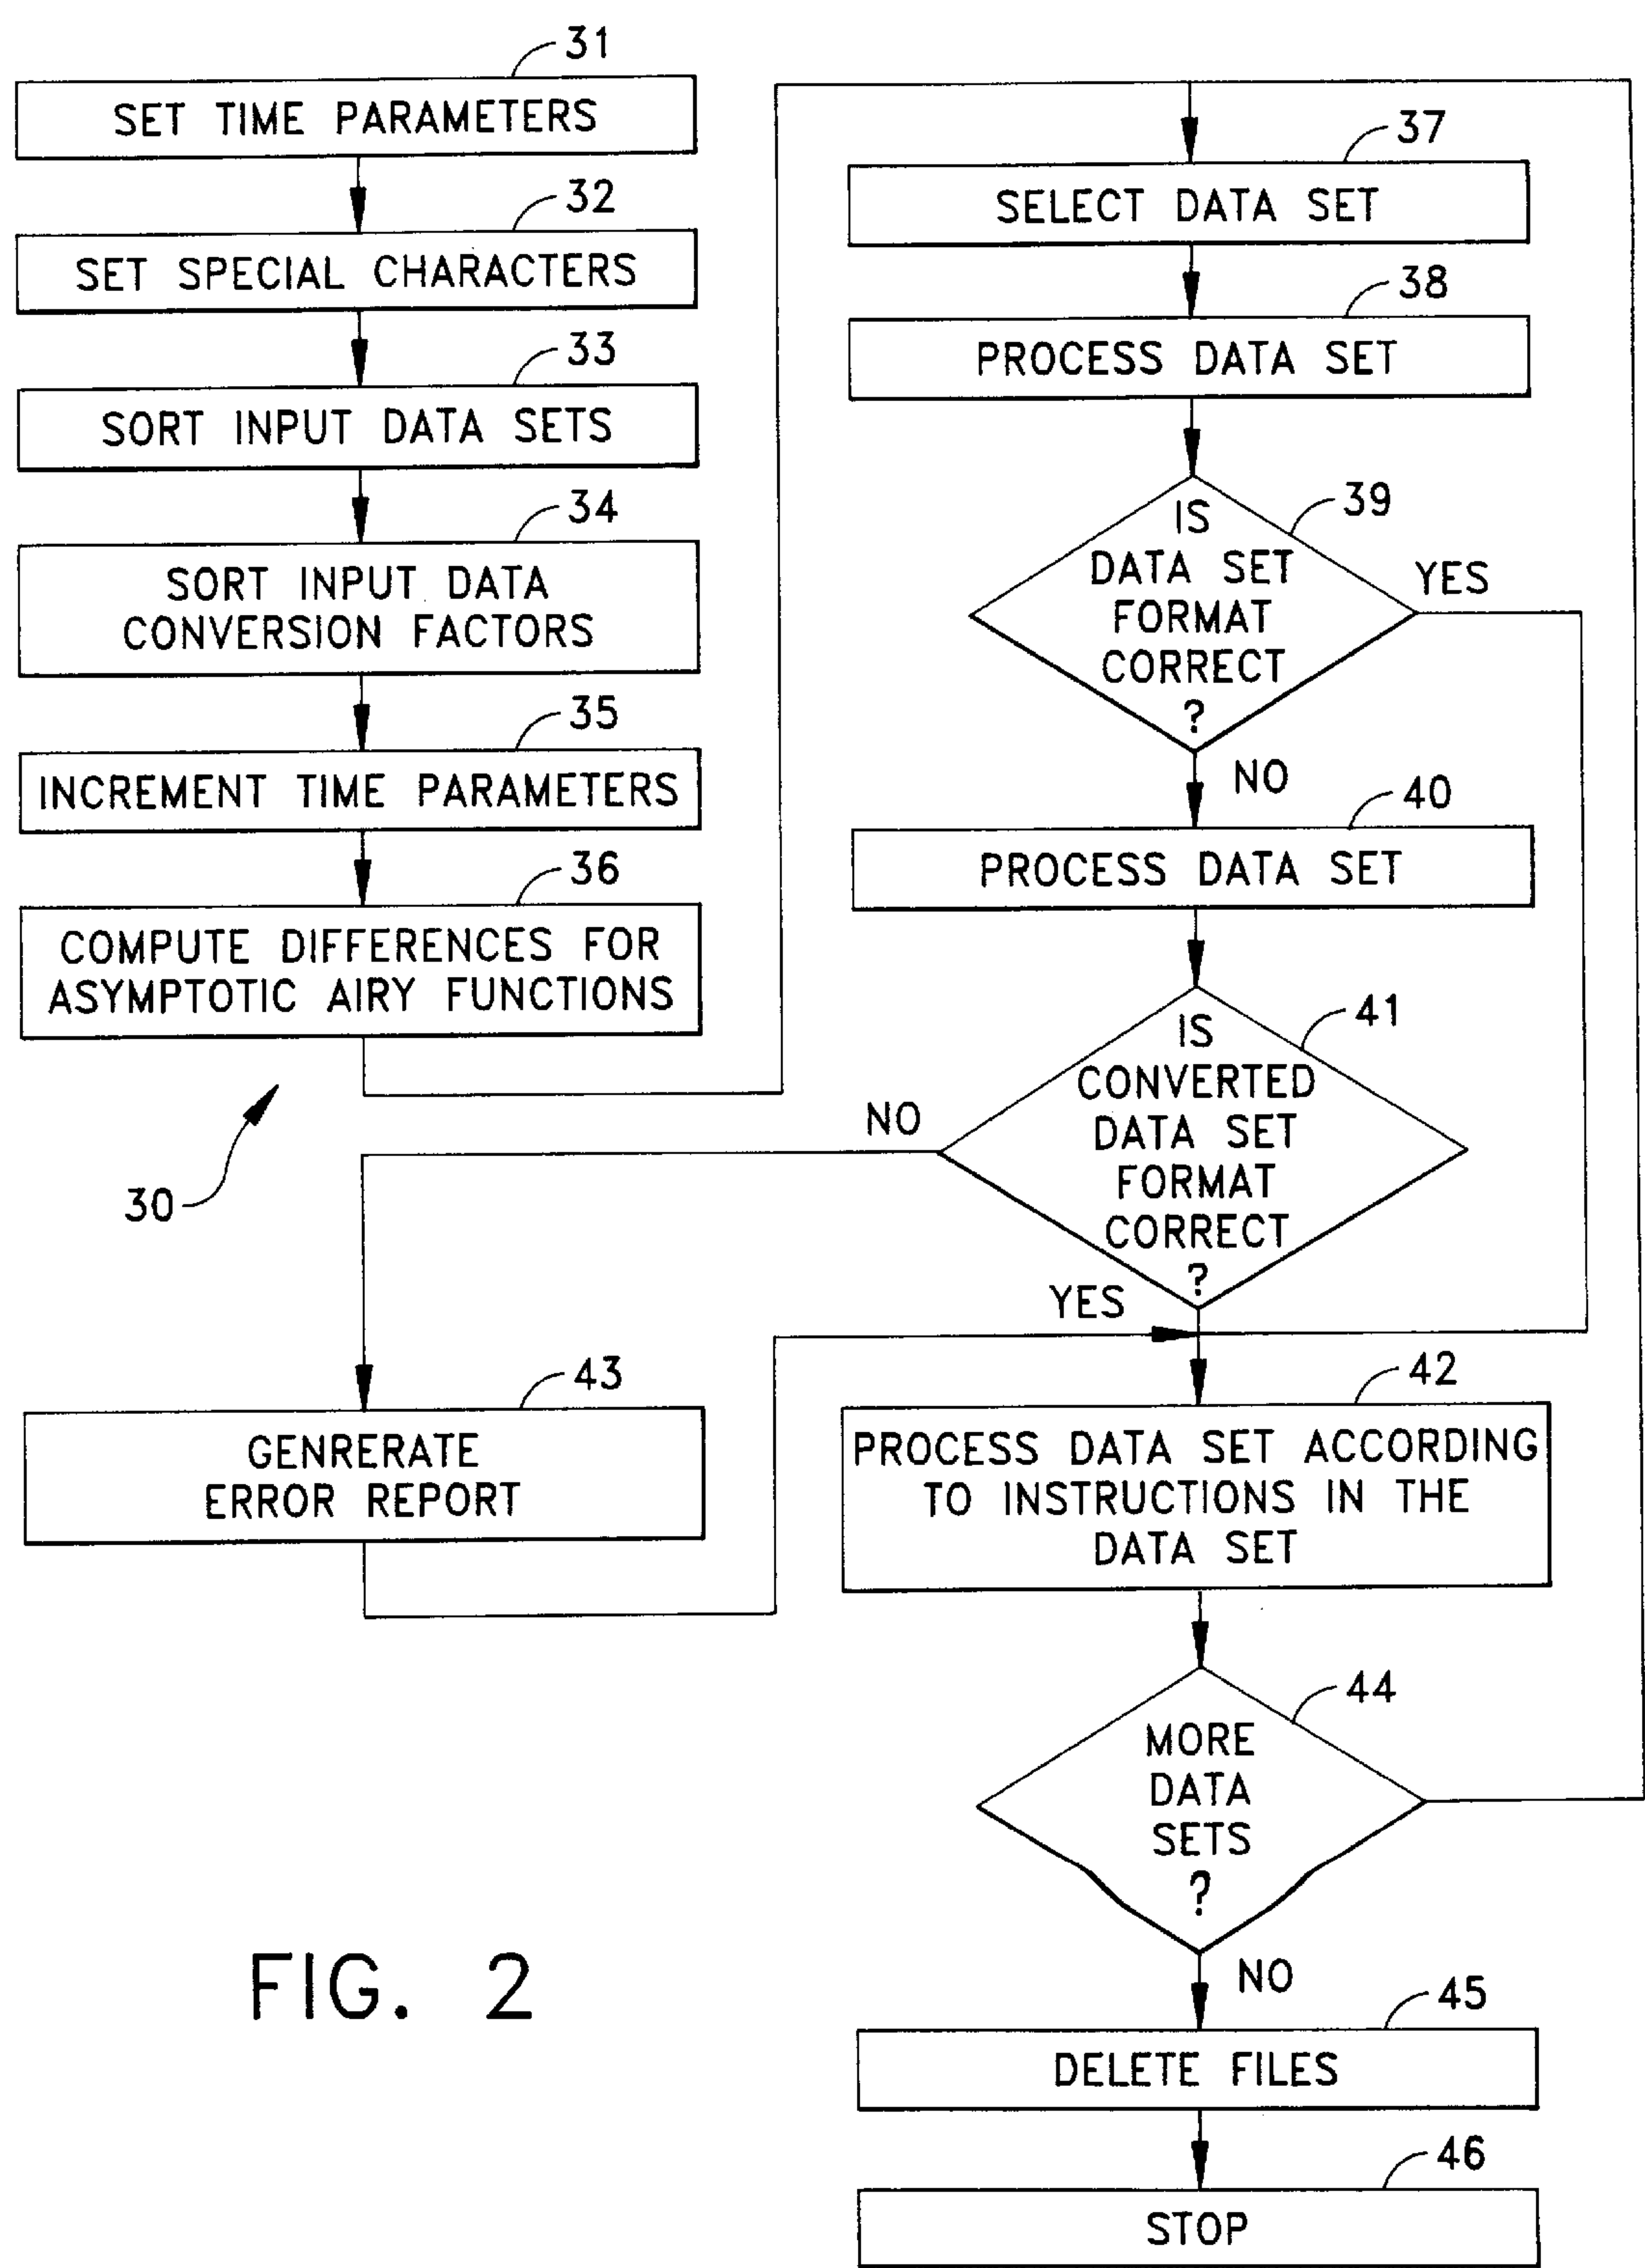 31
SET TIME PARAMETERS
32
SET SPECIAL CHARACTERS
33
SORT INPUT DATA SETS
34
SORT INPUT DATA
CONVERSION FACTORS
35
INCREMENT TIME PARAMETERS
36
COMPUTE DIFFERENCES FOR
ASYMPTOTIC AIRY FUNCTIONS
30
37
SELECT DATA SET
38
PROCESS DATA SET
39
IS
DATA SET
FORMAT
CORRECT
?
YES
NO
40
PROCESS DATA SET
41
IS
CONVERTED
DATA SET
FORMAT
CORRECT
?
NO
YES
43
GENRERATE
ERROR REPORT
42
PROCESS DATA SET ACCORDING
TO INSTRUCTIONS IN THE
DATA SET
44
MORE
DATA
SETS
?
NO
45
DELETE FILES
46
STOP
FIG. 2